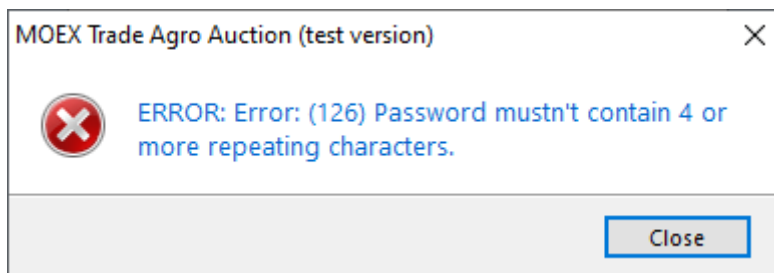 MOEX Trade Agro Auction (test version)
ERROR: Error: (126) Password mustn't contain 4 or
more repeating characters.
Close